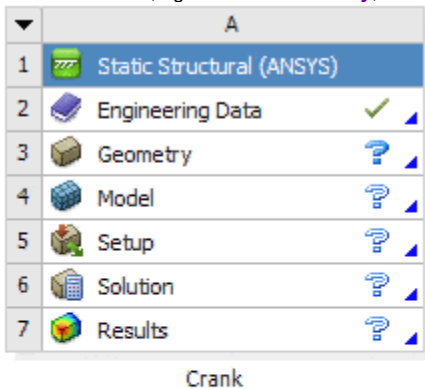 y
A
1 Static Structural (ANSYS)
2 Engineering Data
3 Geometry
4 Model
5 Setup
6 Solution
7 Results
Crank